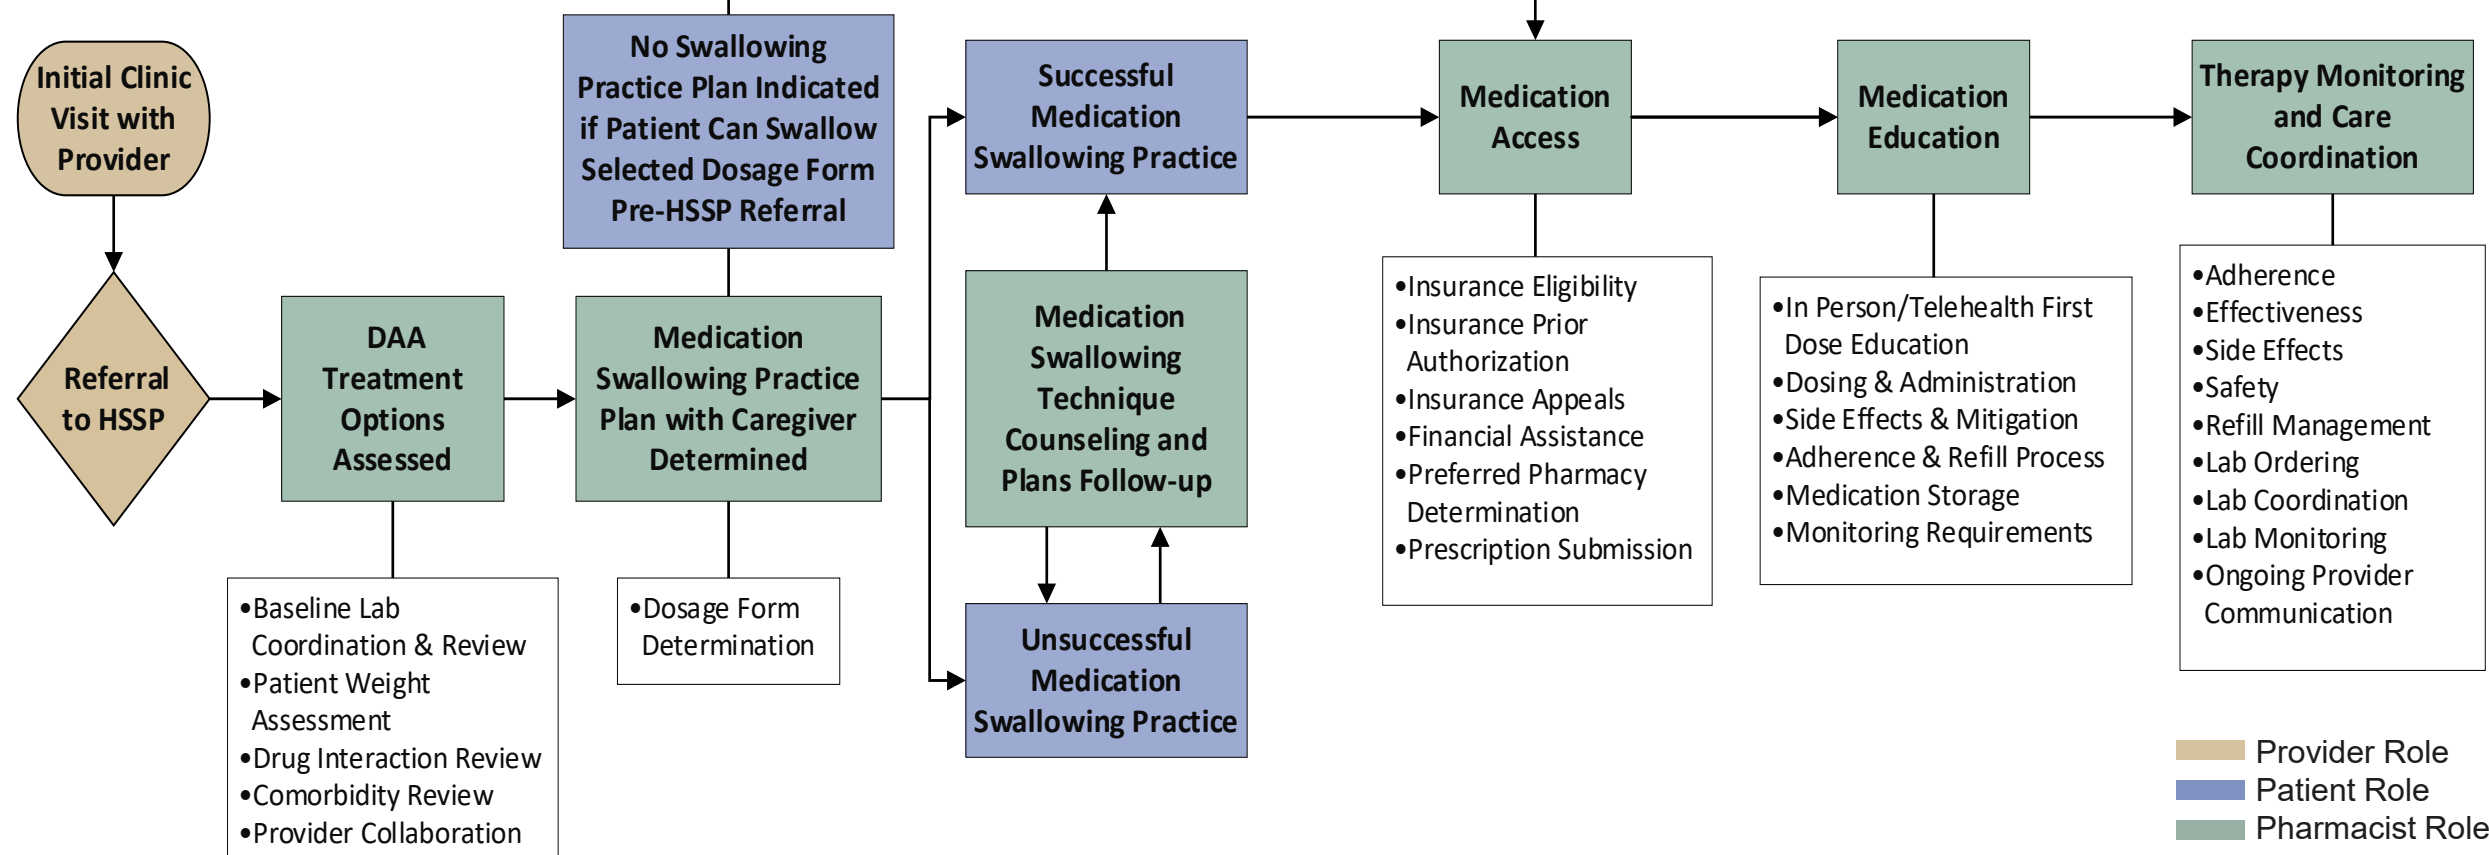 Initial Clinic
Visit with
Provider
Referral
to HSSP
DAA
Treatment
Options
Assessed
•Baseline Lab
Coordination & Review
•Patient Weight
Assessment
•Drug Interaction Review
•Comorbidity Review
•Provider Collaboration
No Swallowing
Practice Plan Indicated
if Patient Can Swallow
Selected Dosage Form
Pre-HSSP Referral
Medication
Swallowing Practice
Plan with Caregiver
Determined
•Dosage Form
Determination
Successful
Medication
Swallowing Practice
Medication
Swallowing
Technique
Counseling and
Plans Follow-up
Unsuccessful
Medication
Swallowing Practice
Medication
Access
•Insurance Eligibility
•Insurance Prior
Authorization
•Insurance Appeals
•Financial Assistance
•Preferred Pharmacy
Determination
•Prescription Submission
Medication
Education
•In Person/Telehealth First
Dose Education
•Dosing & Administration
•Side Effects & Mitigation
•Adherence & Refill Process
•Medication Storage
•Monitoring Requirements
Therapy Monitoring
and Care
Coordination
•Adherence
•Effectiveness
•Side Effects
•Safety
•Refill Management
•Lab Ordering
•Lab Coordination
•Lab Monitoring
•Ongoing Provider
Communication
Provider Role
Patient Role
Pharmacist Role